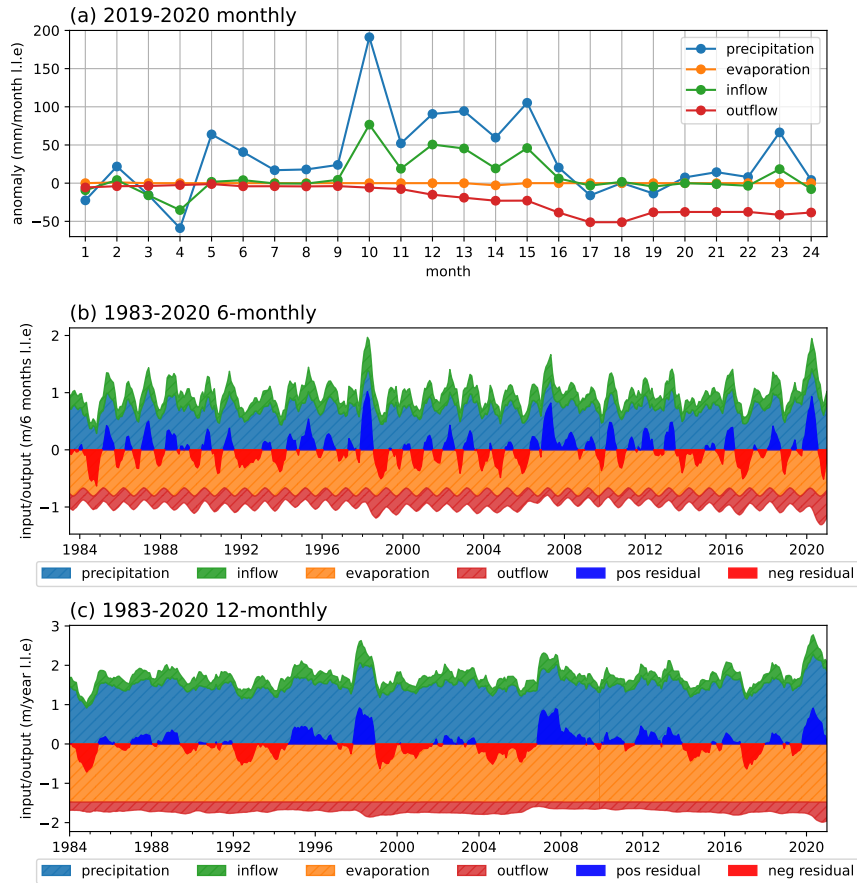 (a) 2019-2020 monthly
anomaly (mm/month l.l.e)
200
150
100
50
0
−50
precipitation
evaporation
inflow
outflow
1 2 3 4 5 6 7 8 9 10 11 12 13 14 15 16 17 18 19 20 21 22 23 24
month
(b) 1983-2020 6-monthly
input/output (m/6 months l.l.e)
2
1
0
−1
1984 1988 1992 1996 2000 2004 2008 2012 2016 2020
precipitation inflow evaporation outflow pos residual neg residual
(c) 1983-2020 12-monthly
input/output (m/year l.l.e)
3
2
1
0
−1
−2
1984 1988 1992 1996 2000 2004 2008 2012 2016 2020
precipitation inflow evaporation outflow pos residual neg residual